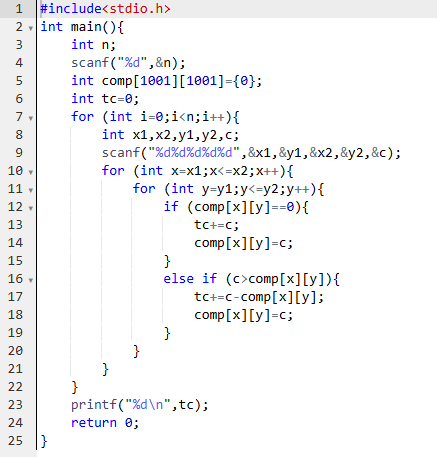 1 #include<stdio.h>
2 int main(){
3 int n;
4 scanf("%d",&n);
5 int comp[1001][1001]={0};
6 int tc=0;
7 for (int i=0;i<n;i++){
8 int x1,x2,y1,y2,c;
9 scanf("%d%d%d%d%d",&x1,&y1,&x2,&y2,&c);
10 for (int x=x1;x<=x2;x++){
11 for (int y=y1;y<=y2;y++){
12 if (comp[x][y]==0){
13 tc+=c;
14 comp[x][y]=c;
15 }
16 else if (c>comp[x][y]){
17 tc+=c-comp[x][y];
18 comp[x][y]=c;
19 }
20 }
21 }
22 }
23 printf("%d\n",tc);
24 return 0;
25 }